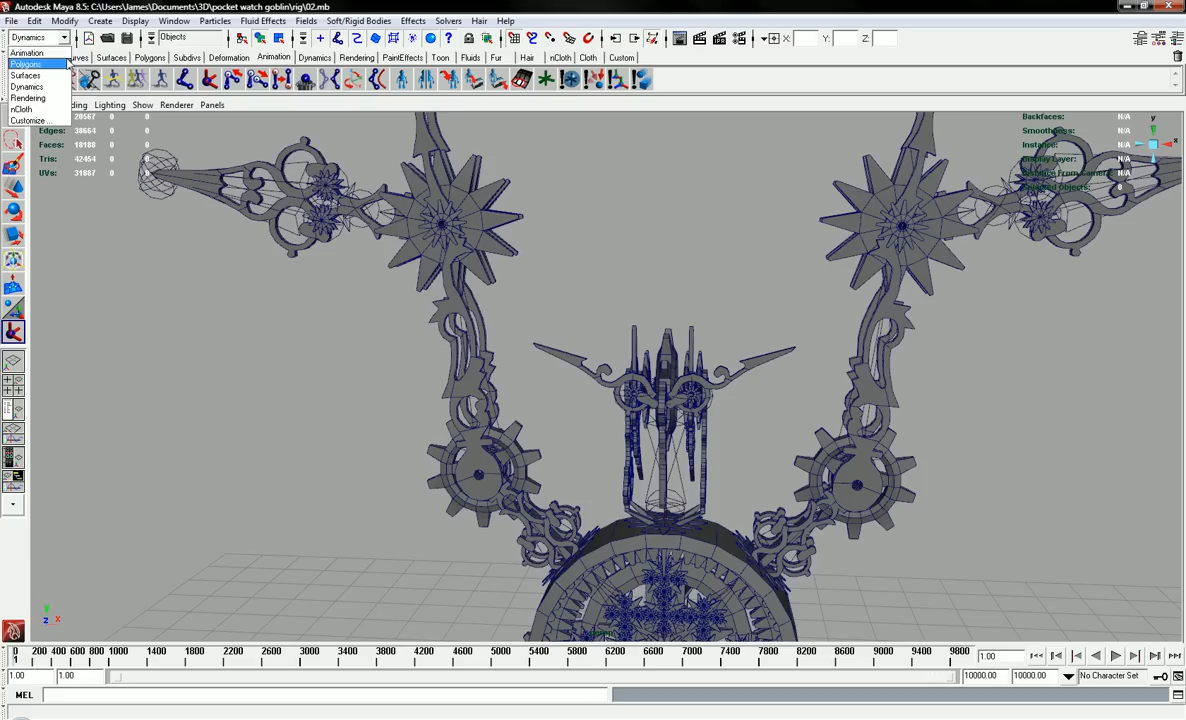 Autodesk Maya 8.5: C:\Users\James\Documents\3D\pocket watch goblin\rig\02.mb
File Edit Modify Create Display Window Particles Fluid Effects Fields Soft/Rigid Bodies Effects Solvers Hair Help
Dynamics Objects X: Y: Z:
Animation
Polygons
Surfaces
Dynamics
Rendering
nCloth
Customize ...
Surfaces Polygons Subdivs Deformation Animation Dynamics Rendering PaintEffects Toon Fluids Fur Hair nCloth Cloth Custom
Lighting Show Renderer Panels
20567 0
Edges: 38664 0 0
Faces: 18188 0 0
Tris: 42454 0 0
UVs: 31887 0 0
Backfaces: N/A
Smoothness: N/A
Instance: N/A
Display Layer: N/A
Distance From Camera: N/A
Selected Objects: 0
y
x
y
z x
1 200 400 600 800 1000 1400 1800 2200 2600 3000 3400 3800 4200 4600 5000 5400 5800 6200 6600 7000 7400 7800 8200 8600 9000 9400 9800 1.00
1.00 1.00 10000.00 10000.00 No Character Set
MEL